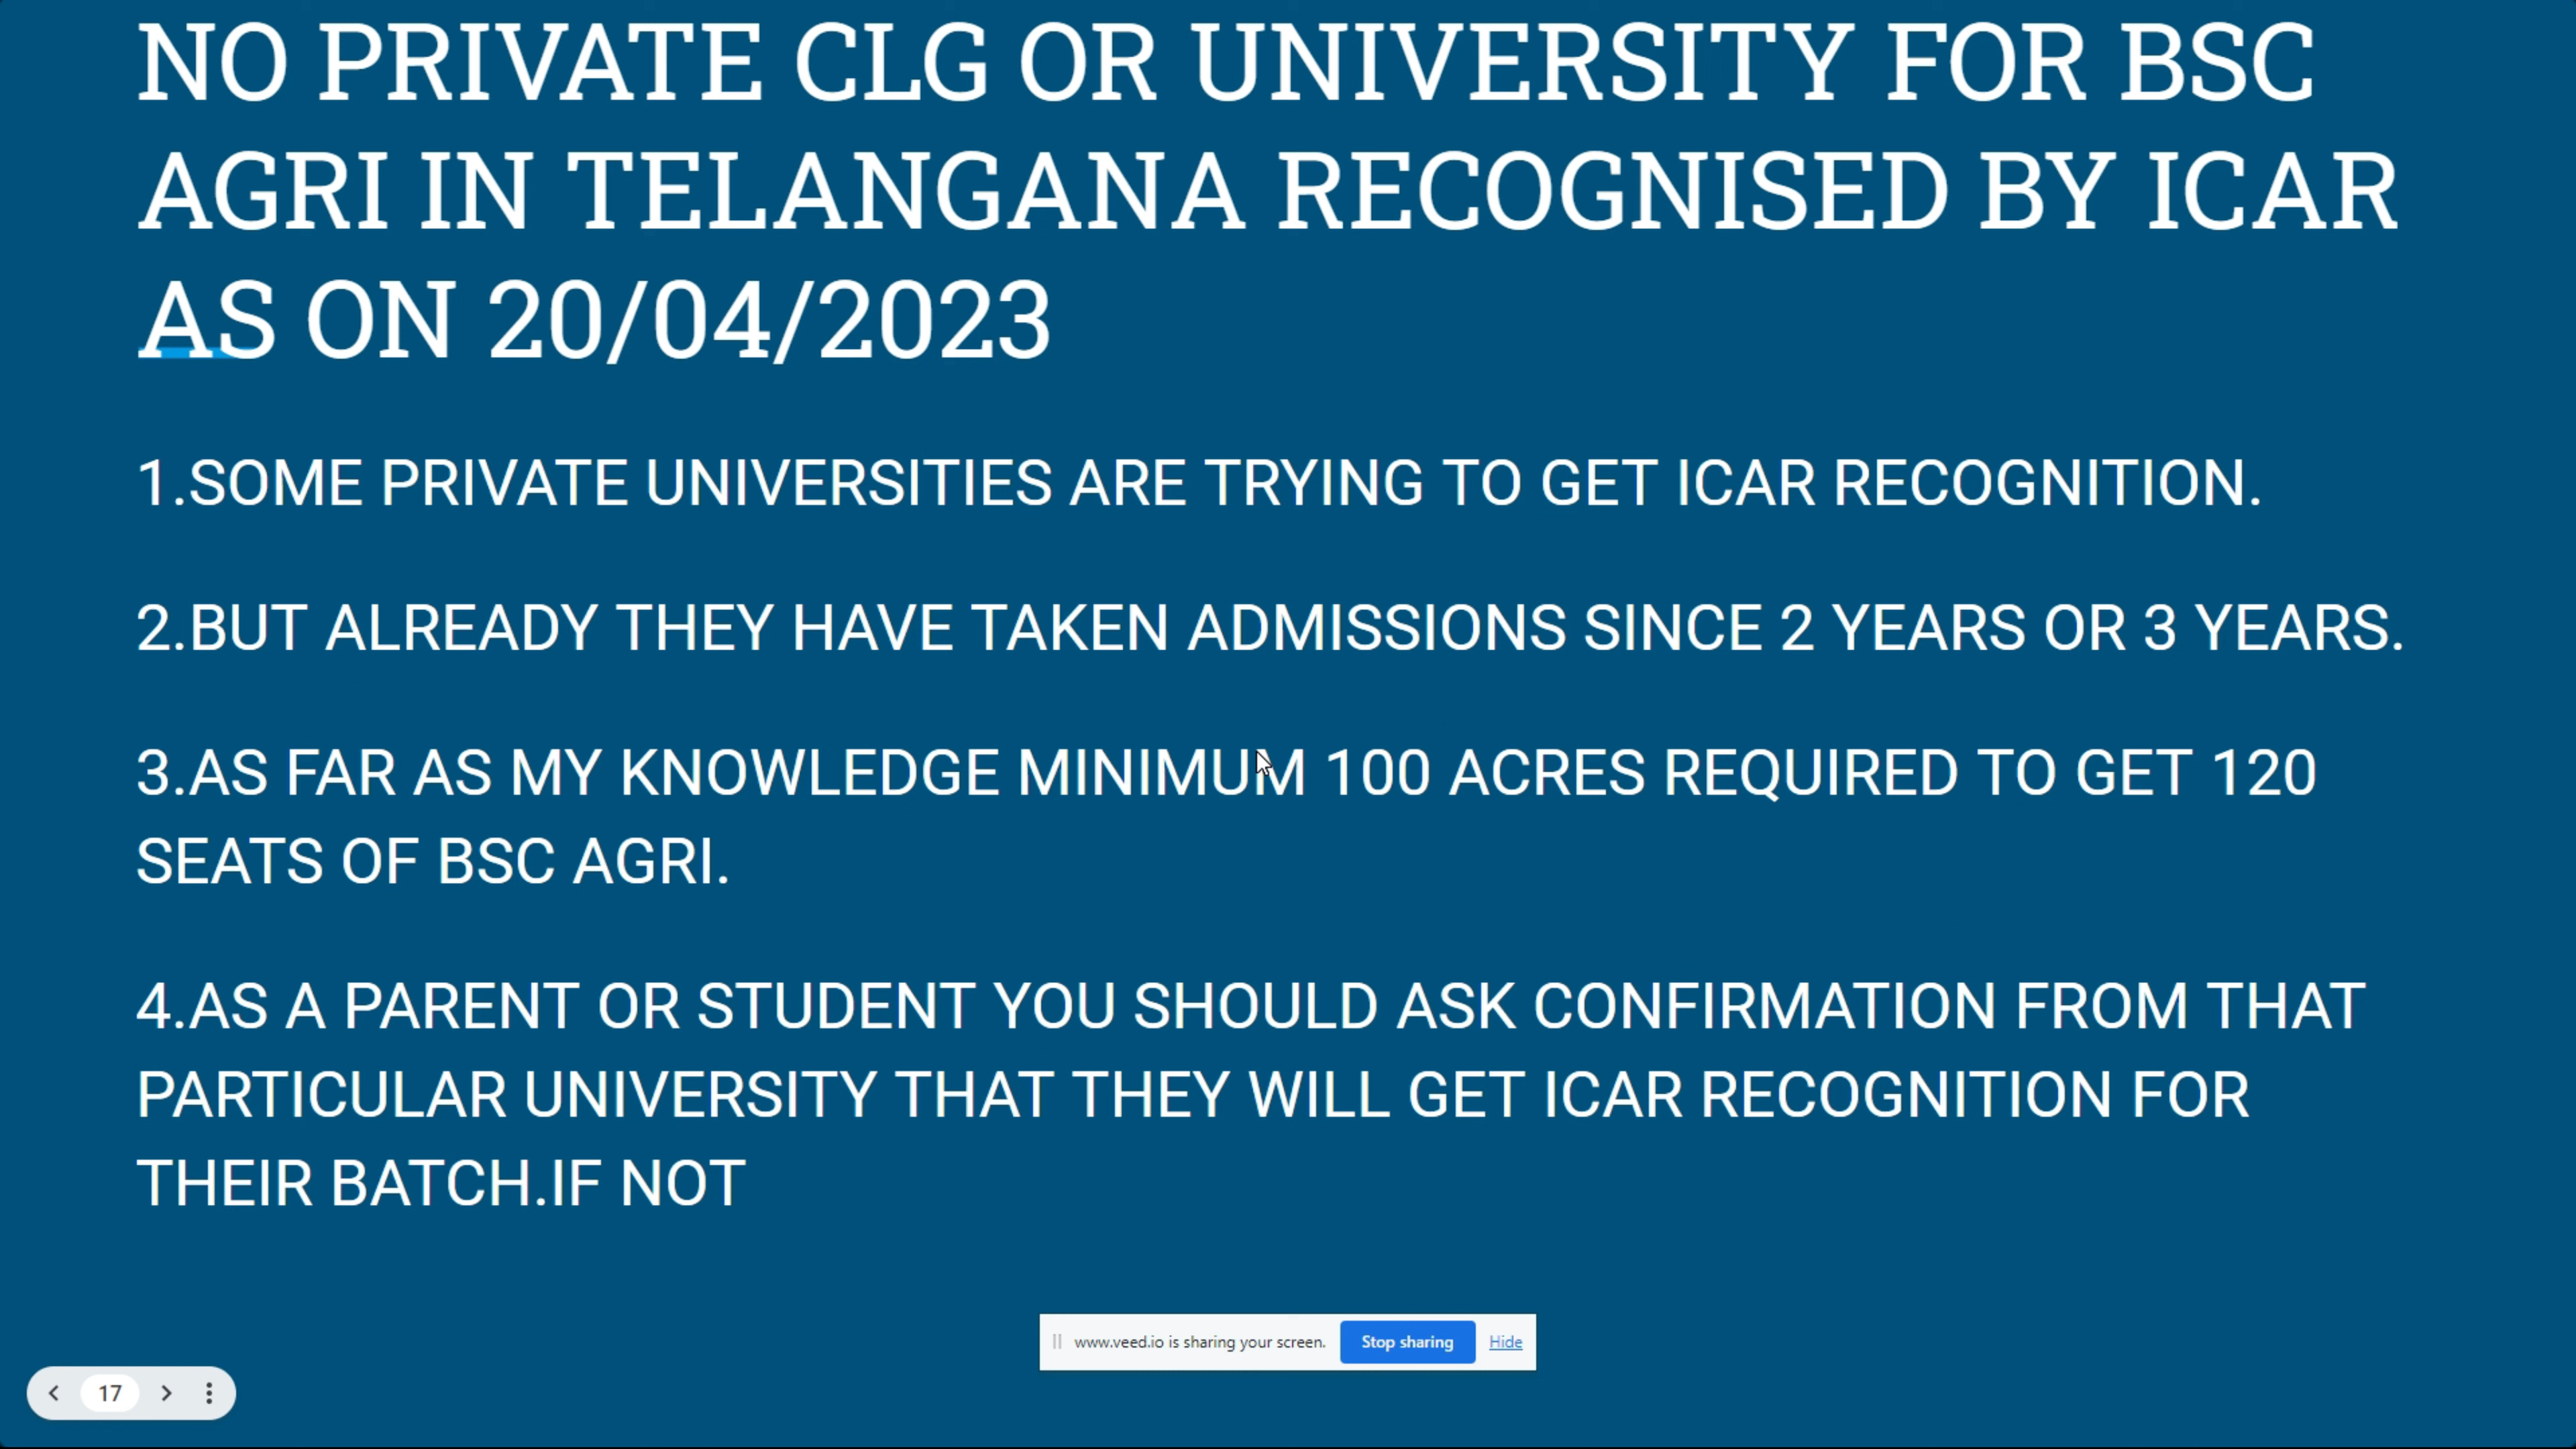 NO PRIVATE CLG OR UNIVERSITY FOR BSC
AGRI IN TELANGANA RECOGNISED BY ICAR
AS ON 20/04/2023
1.SOME PRIVATE UNIVERSITIES ARE TRYING TO GET ICAR RECOGNITION.
2.BUT ALREADY THEY HAVE TAKEN ADMISSIONS SINCE 2 YEARS OR 3 YEARS.
3.AS FAR AS MY KNOWLEDGE MINIMUM 100 ACRES REQUIRED TO GET 120
SEATS OF BSC AGRI.
4.AS A PARENT OR STUDENT YOU SHOULD ASK CONFIRMATION FROM THAT
PARTICULAR UNIVERSITY THAT THEY WILL GET ICAR RECOGNITION FOR
THEIR BATCH.IF NOT
www.veed.io is sharing your screen. Stop sharing Hide
17